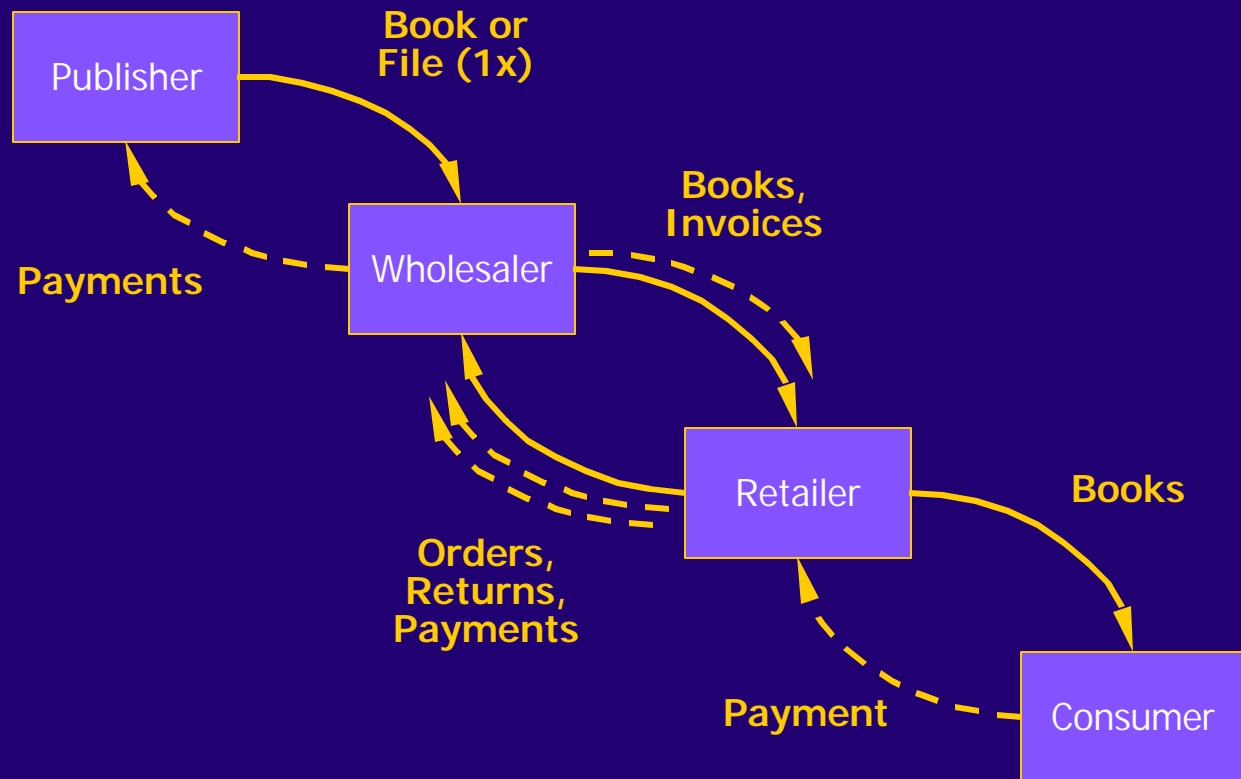 Book or
File (1x)
Publisher
Books,
Invoices
Wholesaler
Payments
Retailer
Books
Orders,
Returns,
Payments
Payment
Consumer